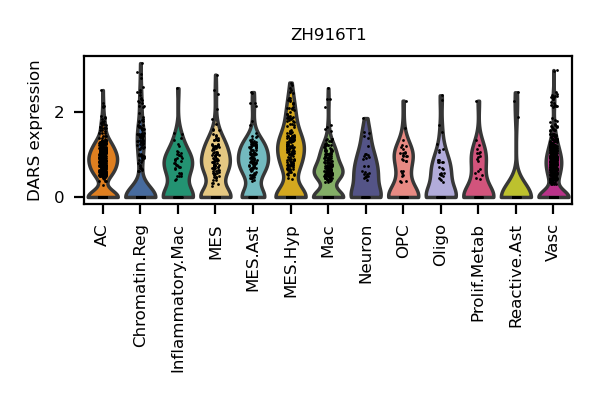 ZH916T1
DARS expression
2
0
AC
Chromatin.Reg
Inflammatory.Mac
MES
MES.Ast
MES.Hyp
Mac
Neuron
OPC
Oligo
Prolif.Metab
Reactive.Ast
Vasc